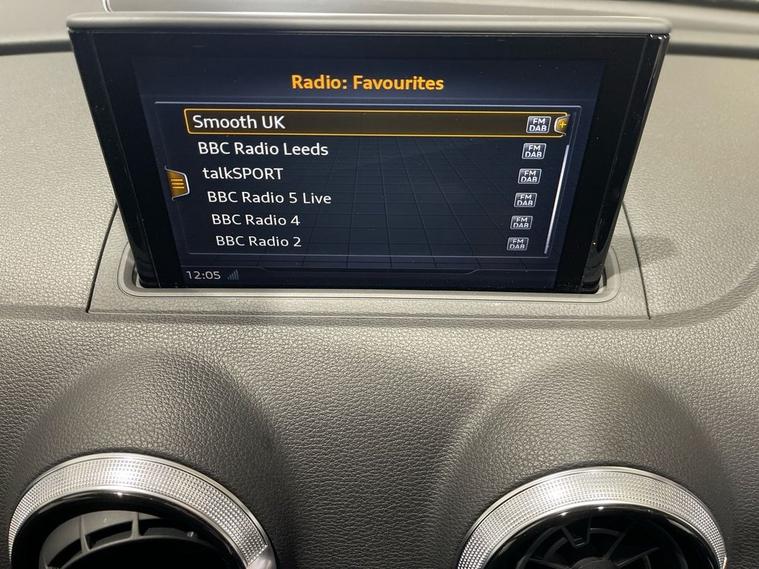 Radio: Favourites
Smooth UK FM DAB
BBC Radio Leeds FM DAB
talkSPORT FM DAB
BBC Radio 5 Live FM DAB
BBC Radio 4 FM DAB
BBC Radio 2 FM DAB
12:05